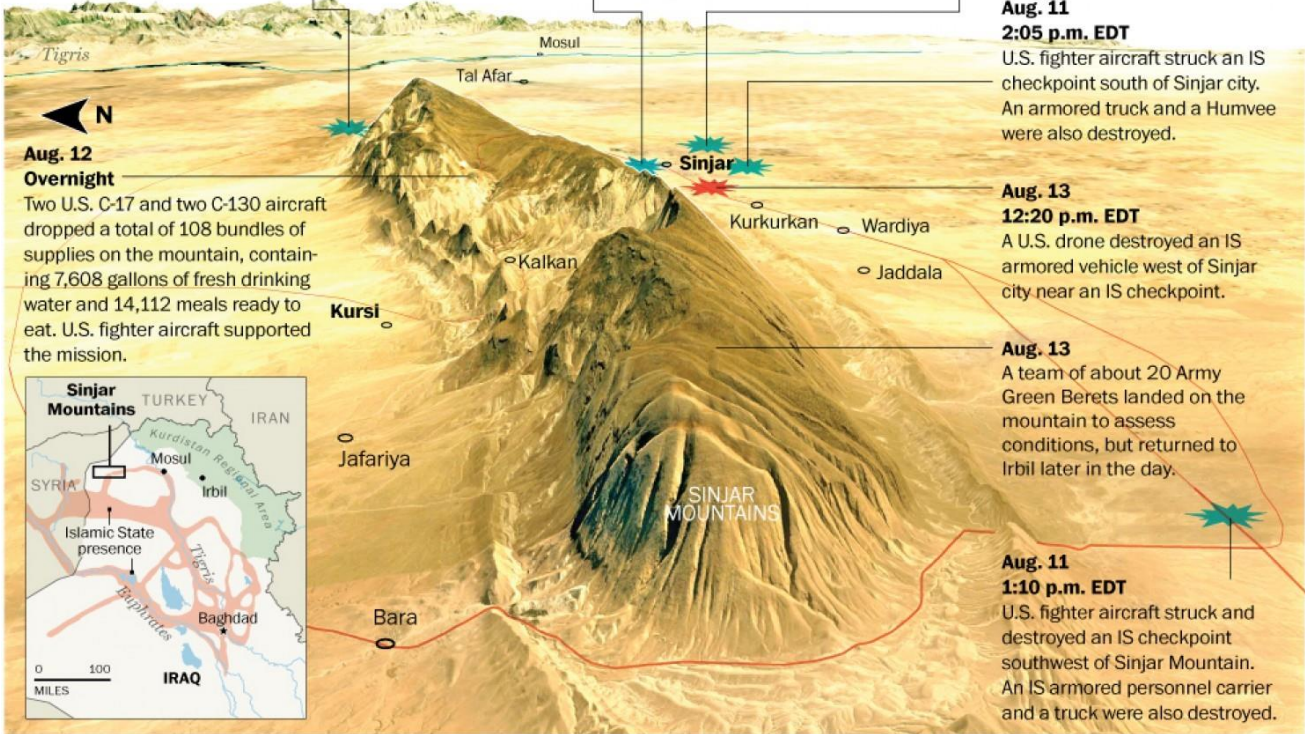 Aug. 11
2:05 p.m. EDT
U.S. fighter aircraft struck an IS
checkpoint south of Sinjar city.
An armored truck and a Humvee
were also destroyed.
Tigris
Mosul
Tal Afar
N
Aug. 12
Overnight
Two U.S. C-17 and two C-130 aircraft
dropped a total of 108 bundles of
supplies on the mountain, contain-
ing 7,608 gallons of fresh drinking
water and 14,112 meals ready to
eat. U.S. fighter aircraft supported
the mission.
Sinjar
Kurkurkan
Wardiya
Jaddala
Kalkan
Kursi
Jafariya
SINJAR
MOUNTAINS
Bara
Aug. 13
12:20 p.m. EDT
A U.S. drone destroyed an IS
armored vehicle west of Sinjar
city near an IS checkpoint.
Aug. 13
A team of about 20 Army
Green Berets landed on the
mountain to assess
conditions, but returned to
Irbil later in the day.
Aug. 11
1:10 p.m. EDT
U.S. fighter aircraft struck and
destroyed an IS checkpoint
southwest of Sinjar Mountain.
An IS armored personnel carrier
and a truck were also destroyed.
Sinjar
Mountains
TURKEY
IRAN
Kurdistan Regional Area
Mosul
Irbil
SYRIA
Islamic State
presence
Tigris
Euphrates
Baghdad
IRAQ
0 100
MILES